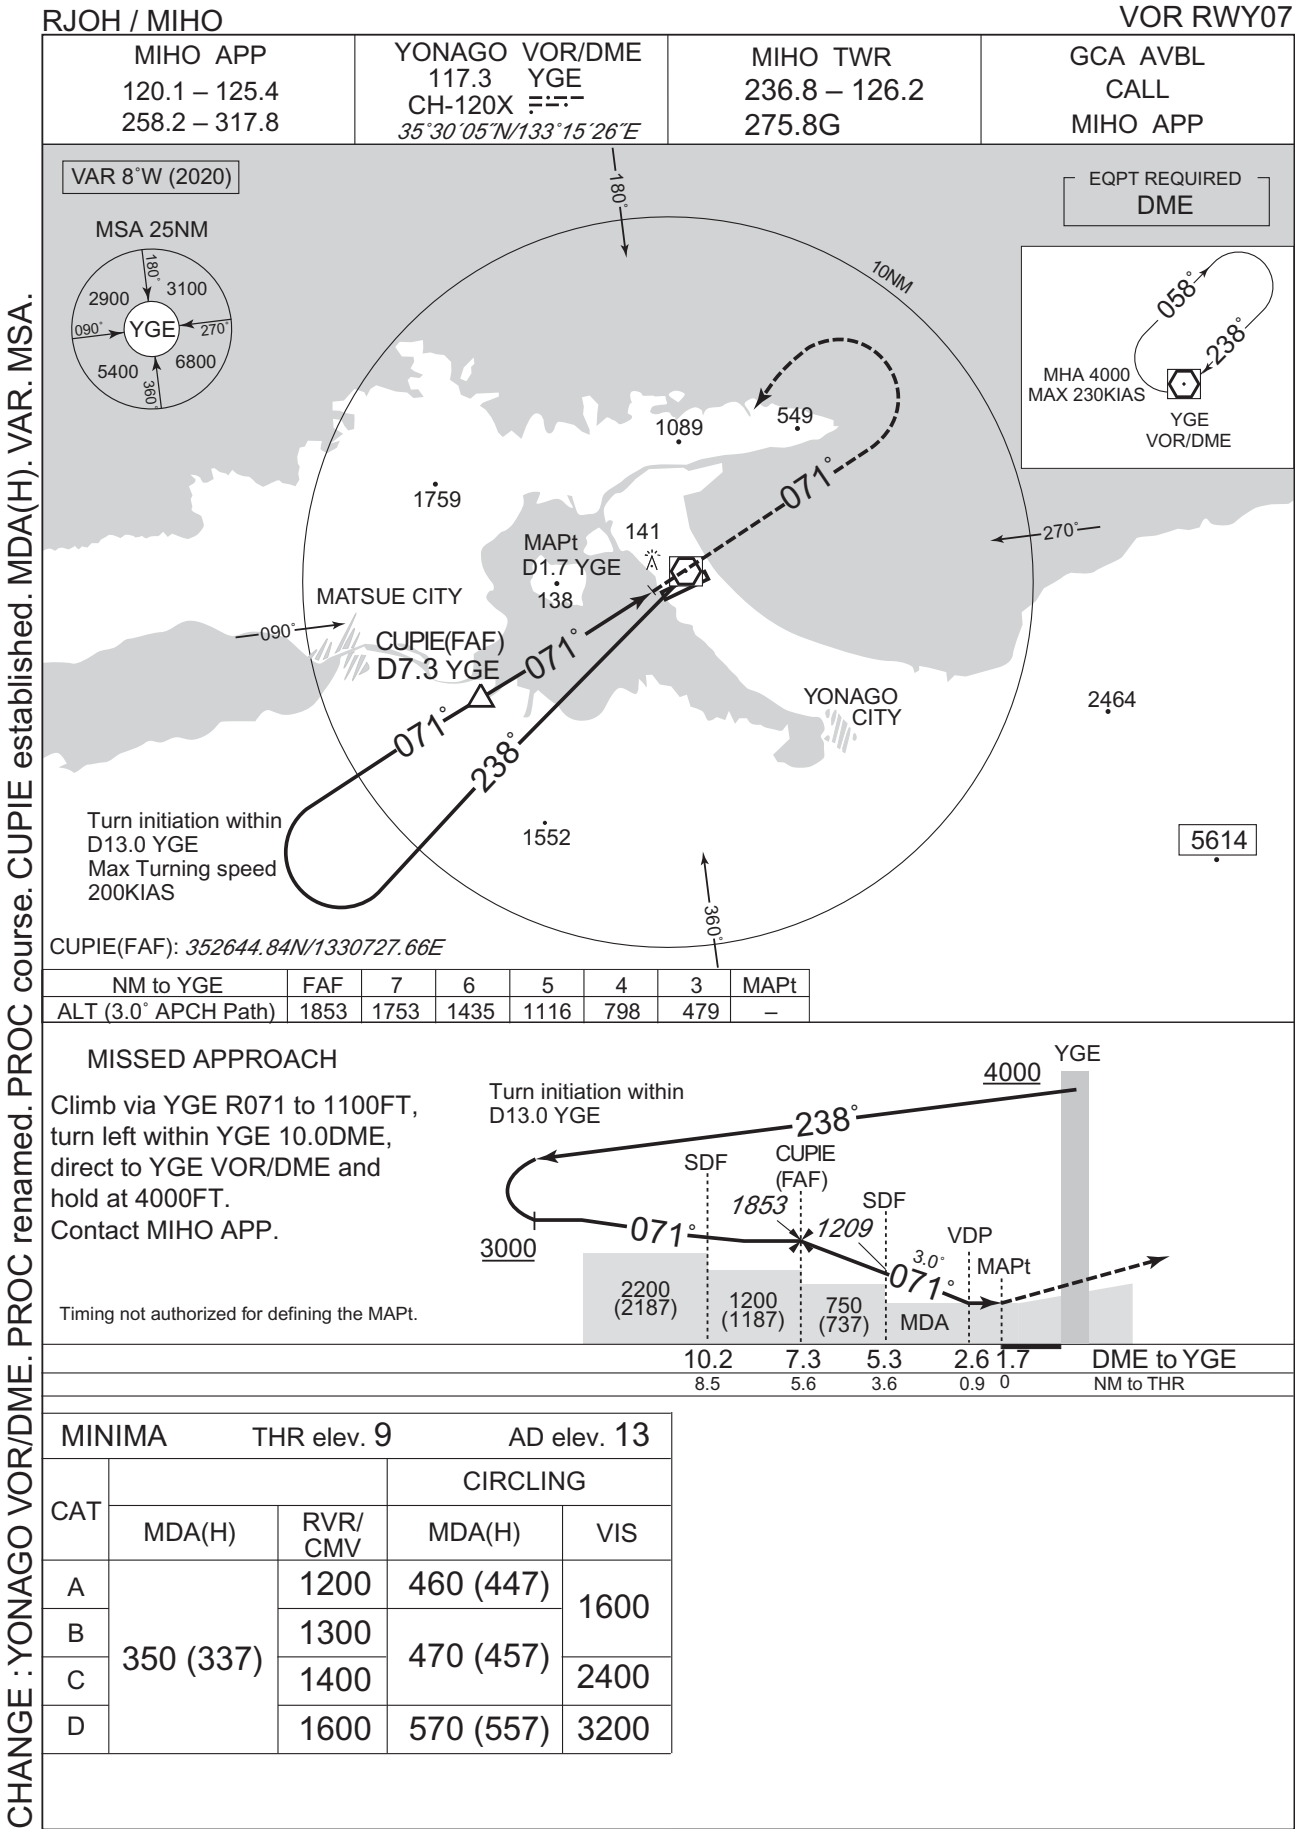 RJOH / MIHO
VOR RWY07
MIHO APP
120.1 – 125.4
258.2 – 317.8
YONAGO VOR/DME
117.3 YGE
CH-120X
35°30´05˝N/133°15´26˝E
MIHO TWR
236.8 – 126.2
275.8G
GCA AVBL
CALL
MIHO APP
VAR 8°W (2020)
MSA 25NM
180°
2900
3100
090°
YGE
270°
5400
6800
360°
180°
10NM
EQPT REQUIRED
DME
058°
238°
MHA 4000
MAX 230KIAS
YGE
VOR/DME
1089
549
071°
1759
141
MAPt
D1.7 YGE
138
270°
MATSUE CITY
090°
CUPIE(FAF)
D7.3 YGE
071°
071°
238°
YONAGO
CITY
2464
Turn initiation within
D13.0 YGE
Max Turning speed
200KIAS
1552
5614
360°
CUPIE(FAF): 352644.84N/1330727.66E
NM to YGE FAF 7 6 5 4 3 MAPt
ALT (3.0° APCH Path) 1853 1753 1435 1116 798 479 –
MISSED APPROACH
Climb via YGE R071 to 1100FT,
turn left within YGE 10.0DME,
direct to YGE VOR/DME and
hold at 4000FT.
Contact MIHO APP.
Timing not authorized for defining the MAPt.
Turn initiation within
D13.0 YGE
YGE
4000
238°
SDF
CUPIE
(FAF)
1853
SDF
1209
VDP
3000
071°
3.0°
071°
MAPt
2200
(2187)
1200
(1187)
750
(737)
MDA
10.2 7.3 5.3 2.6 1.7 DME to YGE
8.5 5.6 3.6 0.9 0 NM to THR
MINIMA THR elev. 9 AD elev. 13
CAT
CIRCLING
MDA(H)
RVR/
CMV
MDA(H)
VIS
A
1200
460 (447)
1600
B
350 (337)
1300
470 (457)
C
1400
2400
D
1600
570 (557)
3200
CHANGE : YONAGO VOR/DME. PROC renamed. PROC course. CUPIE established. MDA(H). VAR. MSA.